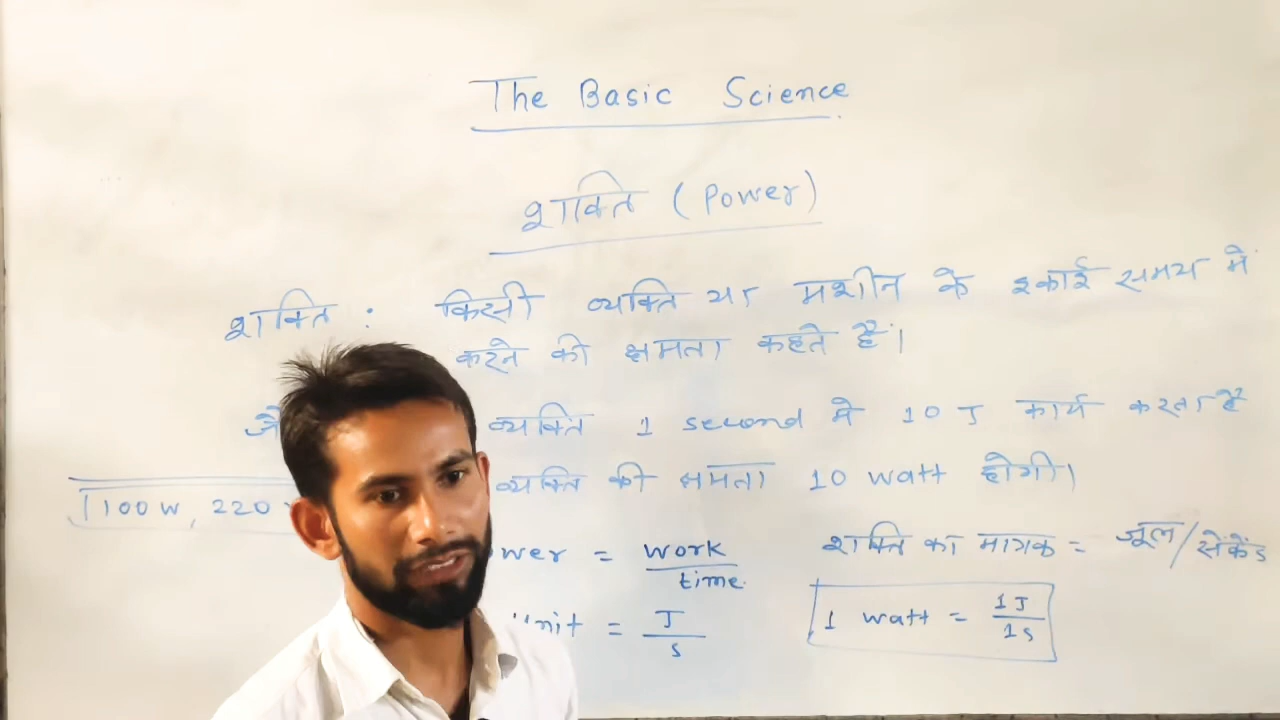 The Basic Science
शक्ति (Power)
शक्ति : किसी व्यक्ति या मशीन के इकाई समय में
करने की क्षमता कहते हैं।
व्यक्ति 1 second मे 10 J कार्य करता है
व्यक्ति की क्षमता 10 watt होगी।
100 W, 220
wer = work / time
शक्ति का मात्रक = जूल/सेकेंड
unit = J / s
1 watt = 1J / 1s